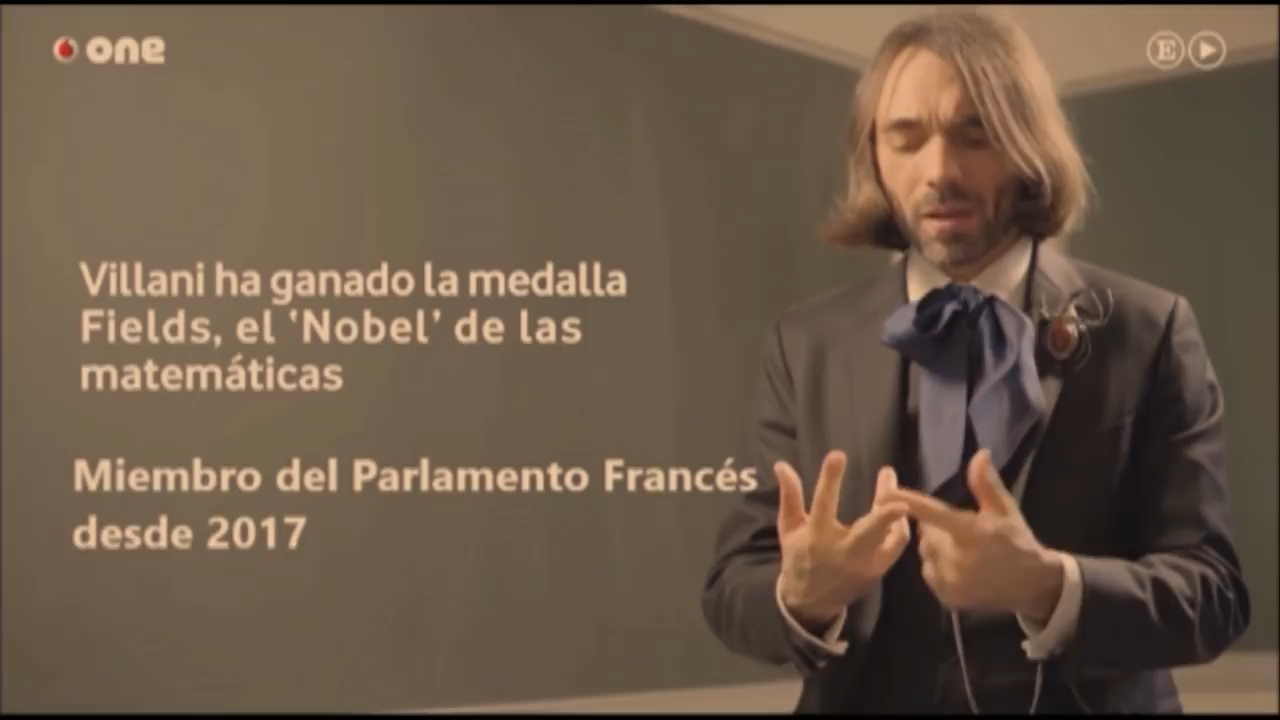 one
E
Villani ha ganado la medalla
Fields, el ‘Nobel’ de las
matemáticas
Miembro del Parlamento Francés
desde 2017